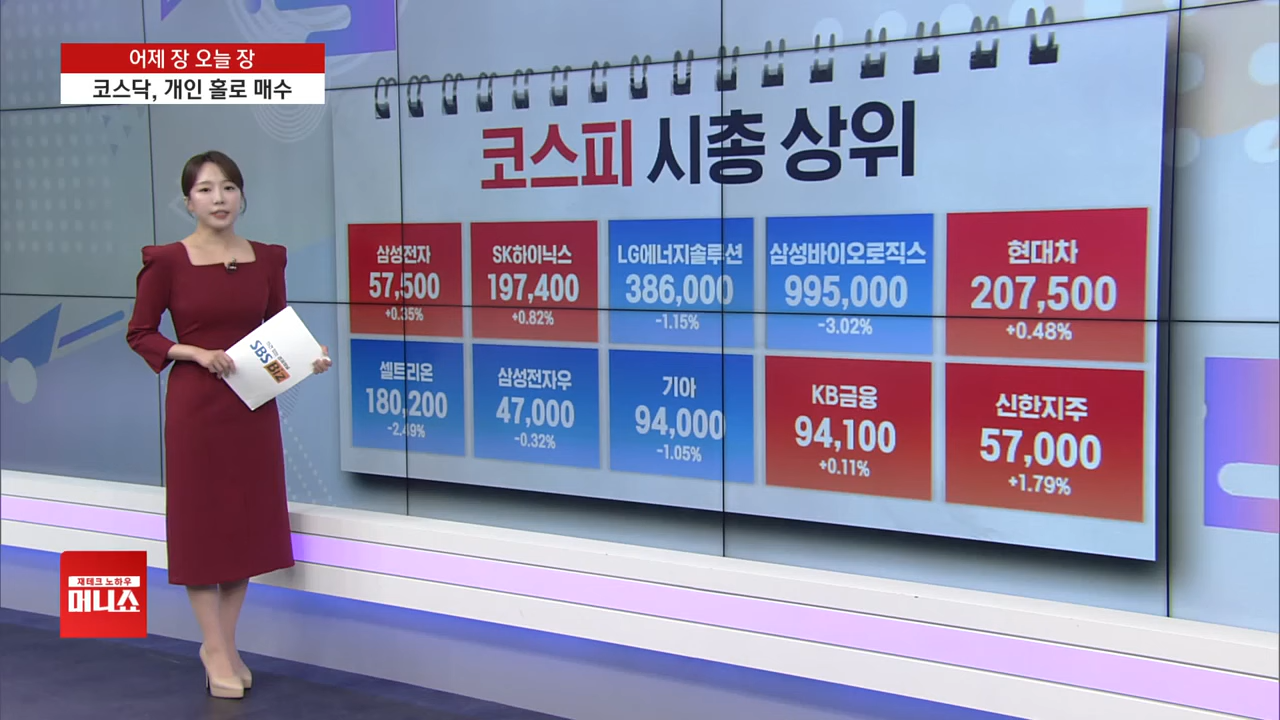 어제 장 오늘 장
코스닥, 개인 홀로 매수
코스피 시총 상위
삼성전자
57,500
+0.35%
SK하이닉스
197,400
+0.82%
LG에너지솔루션
386,000
-1.15%
삼성바이오로직스
995,000
-3.02%
현대차
207,500
+0.48%
셀트리온
180,200
-2.49%
삼성전자우
47,000
-0.32%
기아
94,000
-1.05%
KB금융
94,100
+0.11%
신한지주
57,000
+1.79%
SBS Biz
재테크 노하우
머니쇼